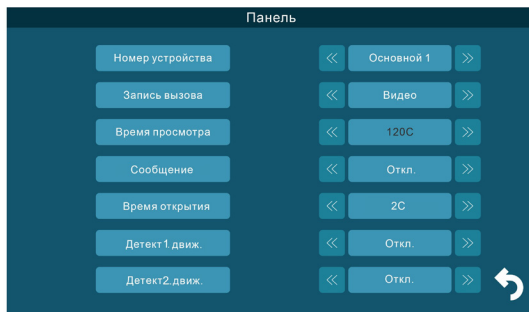 Панель
Номер устройства « Основной 1 »
Запись вызова « Видео »
Время просмотра « 120С »
Сообщение « Откл. »
Время открытия « 2С »
Детект1.движ. « Откл. »
Детект2.движ. « Откл. »